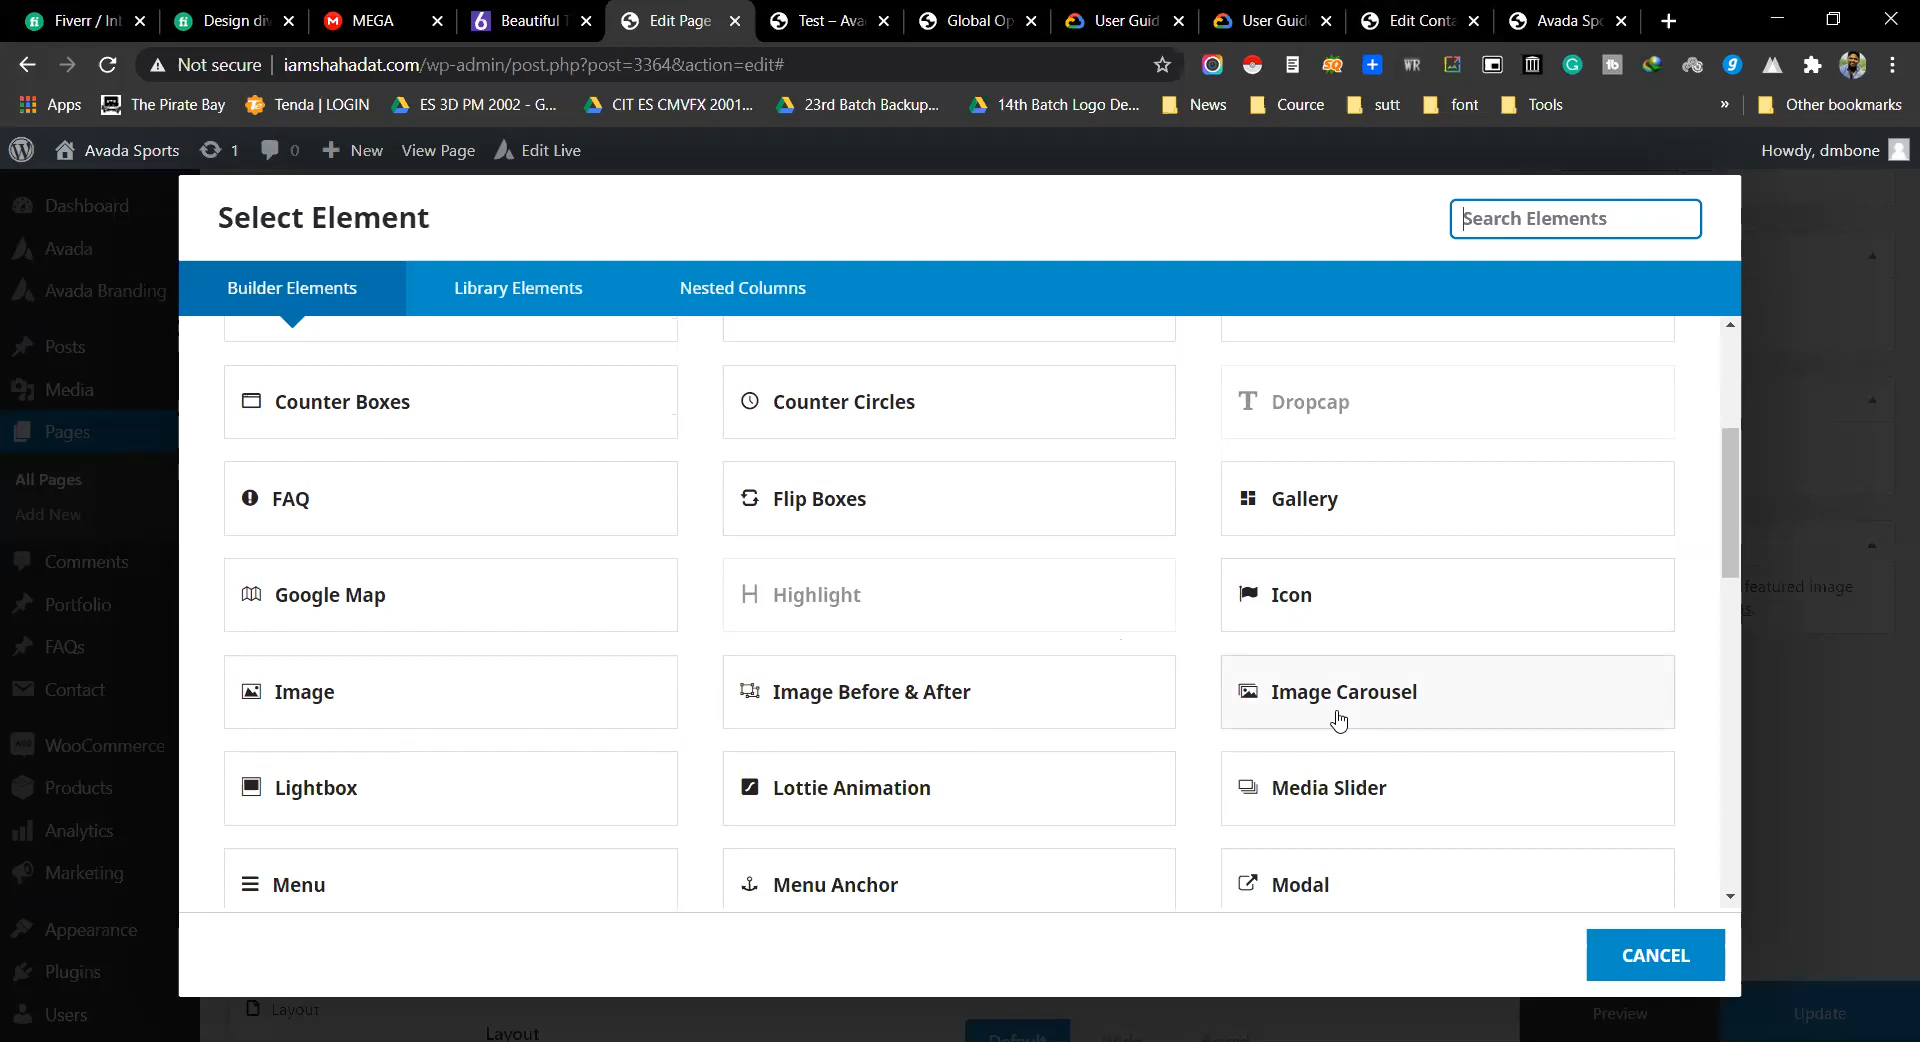 Fiverr / Int
Design div
MEGA
Beautiful T
Edit Page
Test – Ava
Global Op
User Guid
User Guid
Edit Conta
Avada Spo
Not secure
iamshahadat.com/wp-admin/post.php?post=3364&action=edit#
Apps
The Pirate Bay
Tenda | LOGIN
ES 3D PM 2002 - G...
CIT ES CMVFX 2001...
23rd Batch Backup...
14th Batch Logo De...
News
Cource
sutt
font
Tools
»
Other bookmarks
Avada Sports
1
0
New
View Page
Edit Live
Howdy, dmbone
Dashboard
Avada
Avada Branding
Posts
Media
Pages
All Pages
Add New
Comments
Portfolio
FAQs
Contact
WooCommerce
Products
Analytics
Marketing
Appearance
Plugins
Users
Select Element
Search Elements
Builder Elements
Library Elements
Nested Columns
Counter Boxes
Counter Circles
Dropcap
FAQ
Flip Boxes
Gallery
Google Map
Highlight
Icon
Image
Image Before & After
Image Carousel
Lightbox
Lottie Animation
Media Slider
Menu
Menu Anchor
Modal
CANCEL
featured image
Layout
Layout
Default
Preview
Update